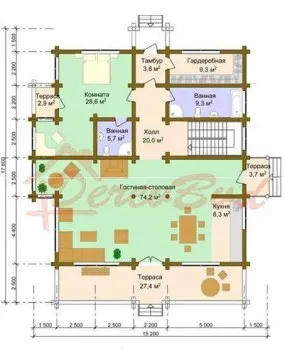 Тамбур
3,8 м²
Гардеробная
9,3 м²
Комната
28,6 м²
Терраса
2,9 м²
Ванная
9,3 м²
Ванная
5,7 м²
Холл
20,0 м²
Терраса
3,7 м²
Гостиная-столовая
74,2 м²
Кухня
8,3 м²
Терраса
27,4 м²
1 500
2 200
2 200
2 500
17 800
4 400
2 500
1 500
2 500
2 500
2 200
5 000
1 500
15 200